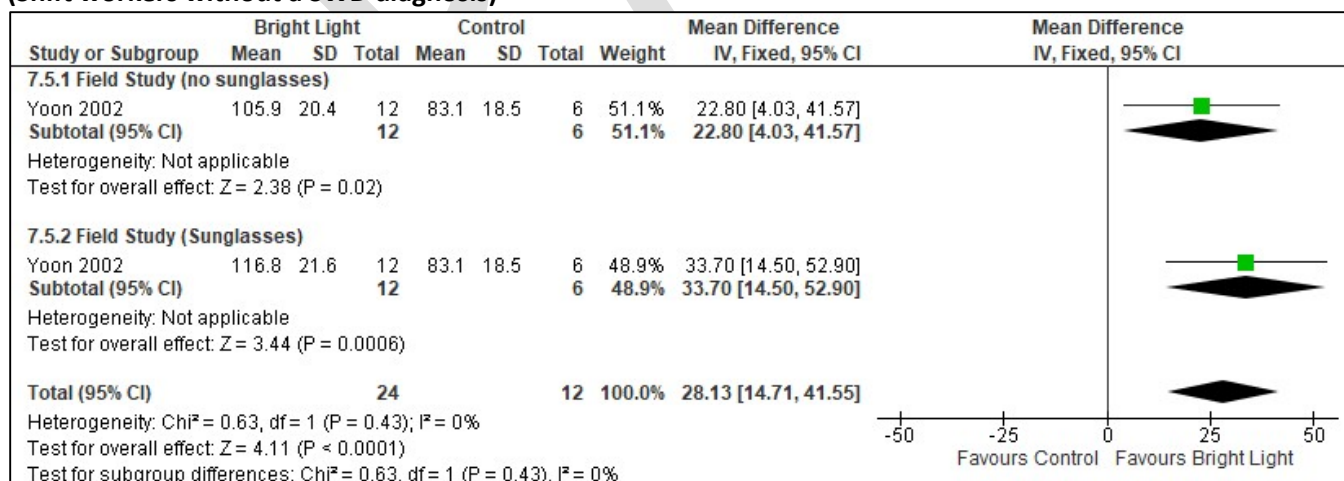 (Shift workers without a SWD diagnosis)
Bright Light Control Mean Difference Mean Difference
Study or Subgroup Mean SD Total Mean SD Total Weight IV, Fixed, 95% CI IV, Fixed, 95% CI
7.5.1 Field Study (no sunglasses)
Yoon 2002 105.9 20.4 12 83.1 18.5 6 51.1% 22.80 [4.03, 41.57]
Subtotal (95% CI) 12 6 51.1% 22.80 [4.03, 41.57]
Heterogeneity: Not applicable
Test for overall effect: Z = 2.38 (P = 0.02)
7.5.2 Field Study (Sunglasses)
Yoon 2002 116.8 21.6 12 83.1 18.5 6 48.9% 33.70 [14.50, 52.90]
Subtotal (95% CI) 12 6 48.9% 33.70 [14.50, 52.90]
Heterogeneity: Not applicable
Test for overall effect: Z = 3.44 (P = 0.0006)
Total (95% CI) 24 12 100.0% 28.13 [14.71, 41.55]
Heterogeneity: Chi² = 0.63, df = 1 (P = 0.43); I² = 0%
Test for overall effect: Z = 4.11 (P < 0.0001)
Test for subgroup differences: Chi² = 0.63, df = 1 (P = 0.43), I² = 0%
-50 -25 0 25 50
Favours Control Favours Bright Light